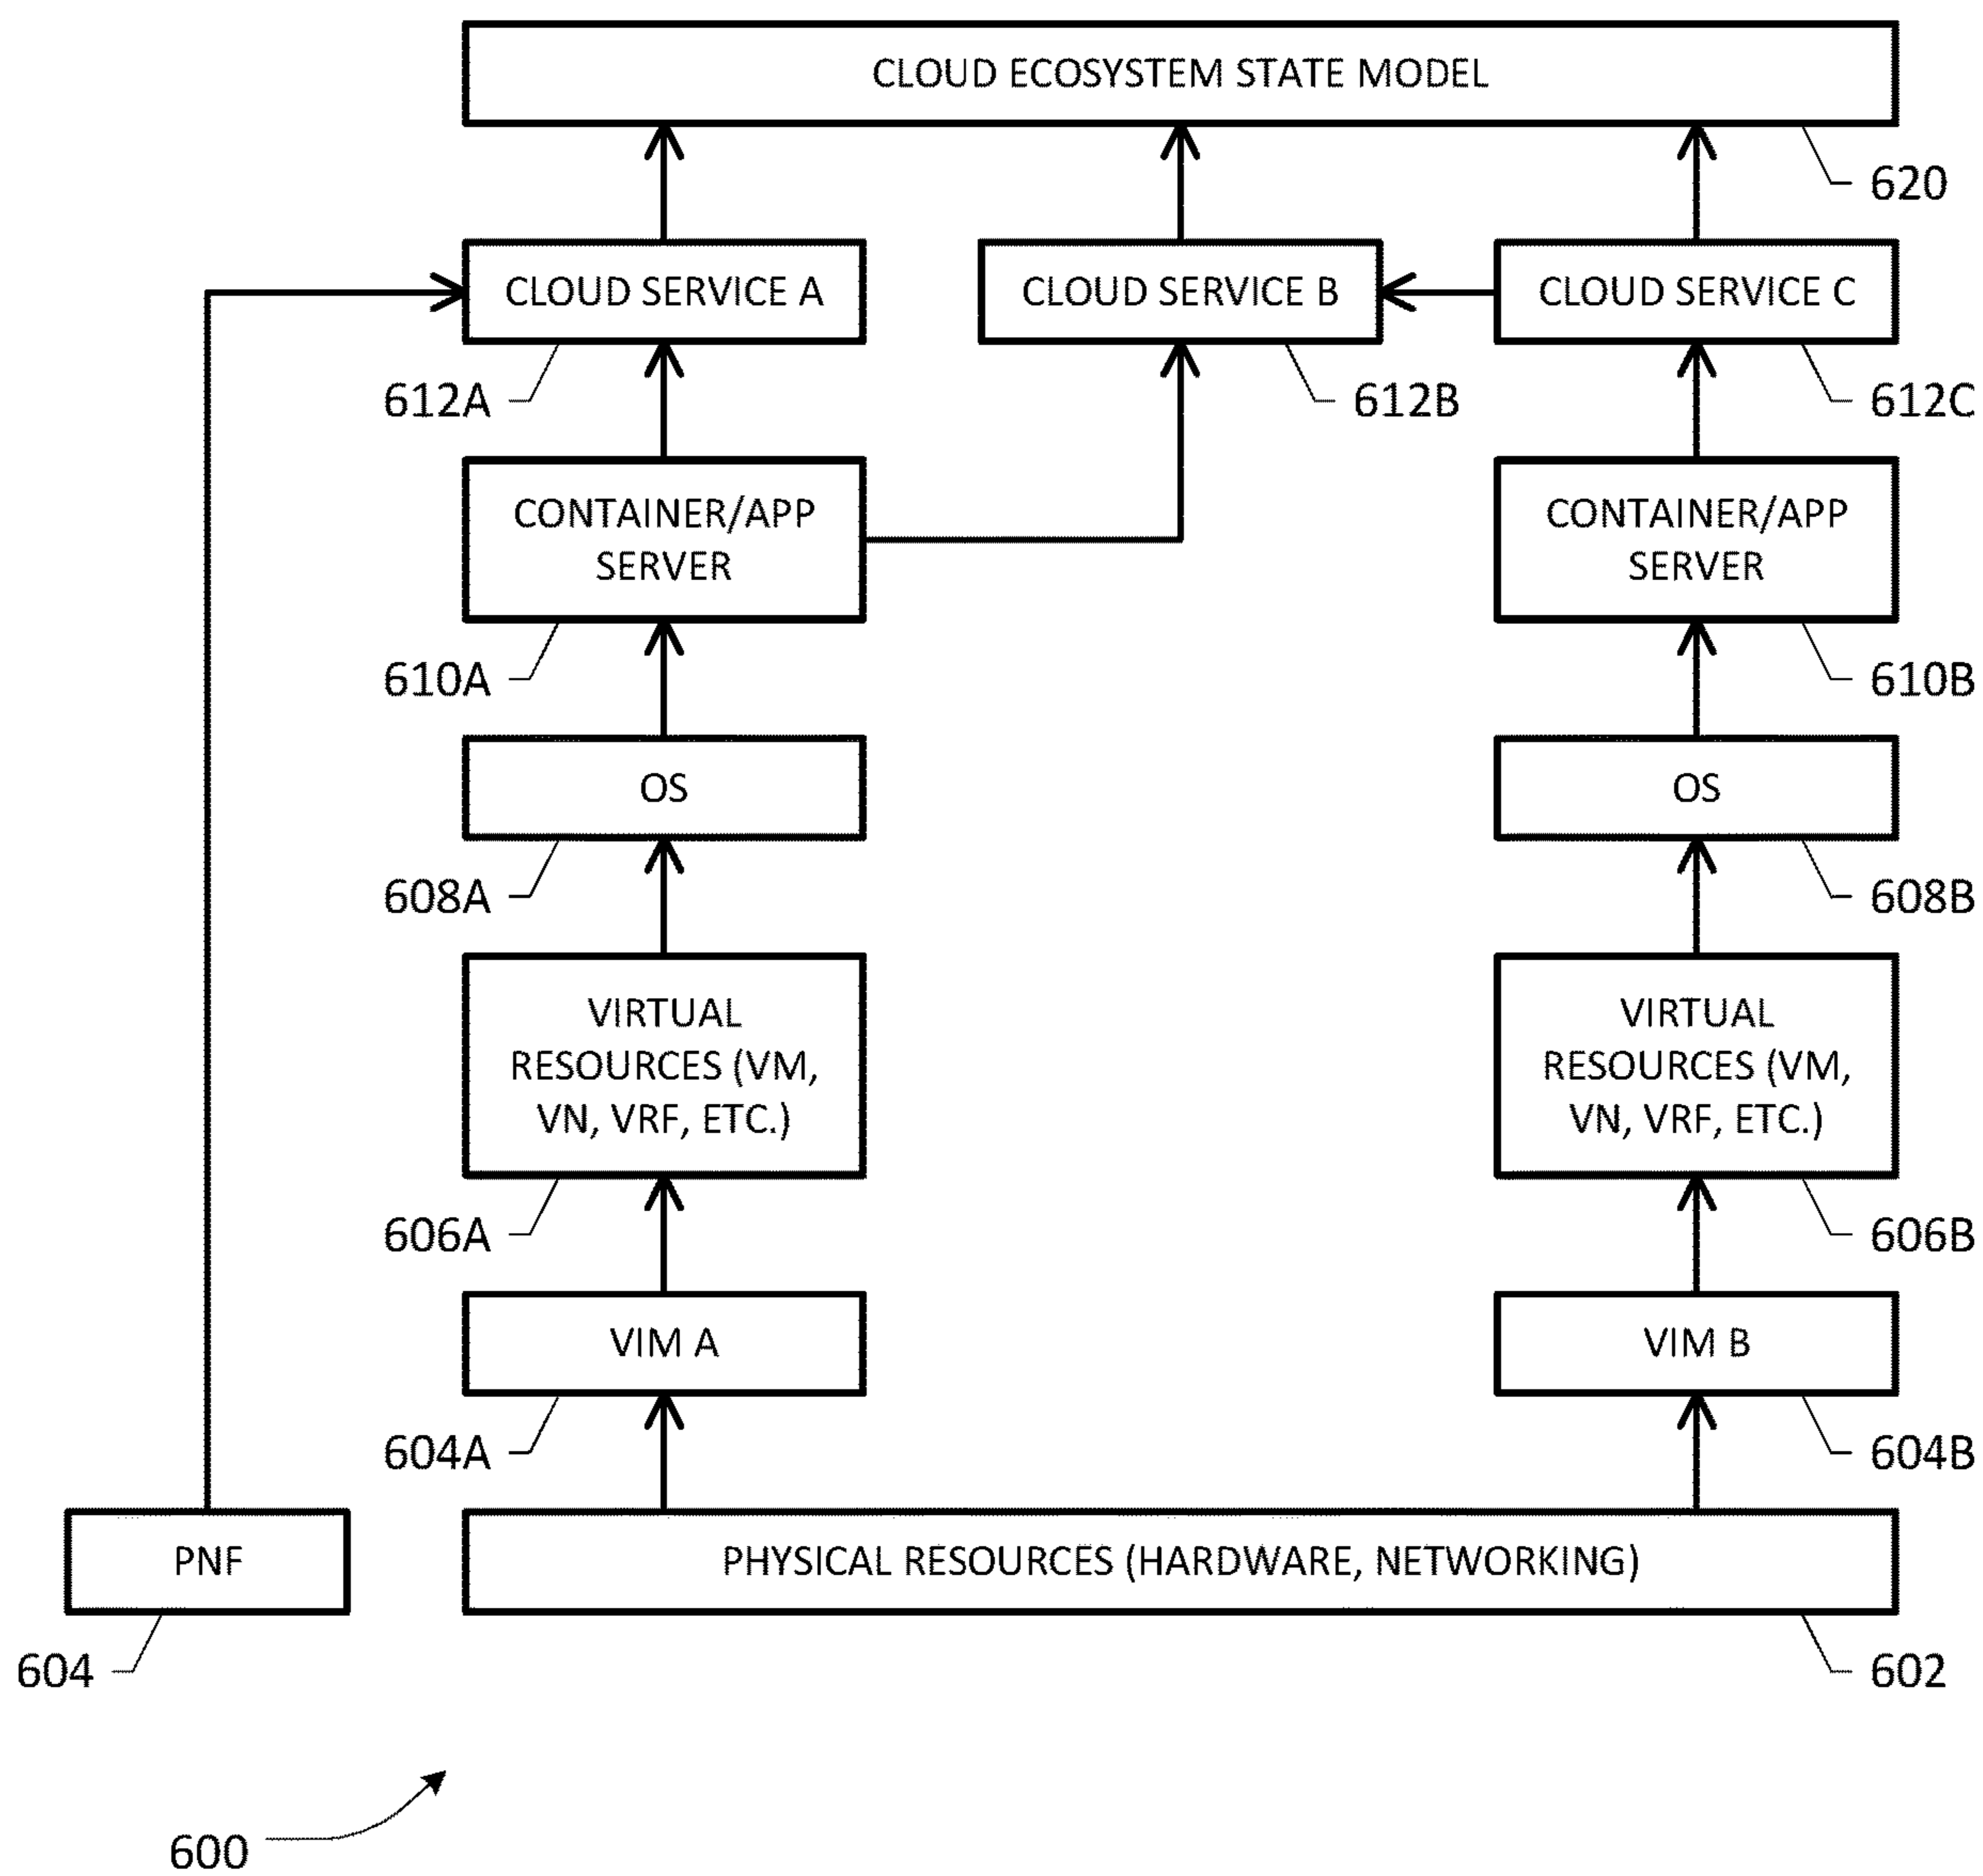 CLOUD ECOSYSTEM STATE MODEL
620
CLOUD SERVICE A
CLOUD SERVICE B
CLOUD SERVICE C
612A
612B
612C
CONTAINER/APP
SERVER
CONTAINER/APP
SERVER
610A
610B
OS
OS
608A
608B
VIRTUAL
RESOURCES (VM,
VN, VRF, ETC.)
VIRTUAL
RESOURCES (VM,
VN, VRF, ETC.)
606A
606B
VIM A
VIM B
604A
604B
PNF
PHYSICAL RESOURCES (HARDWARE, NETWORKING)
604
602
600